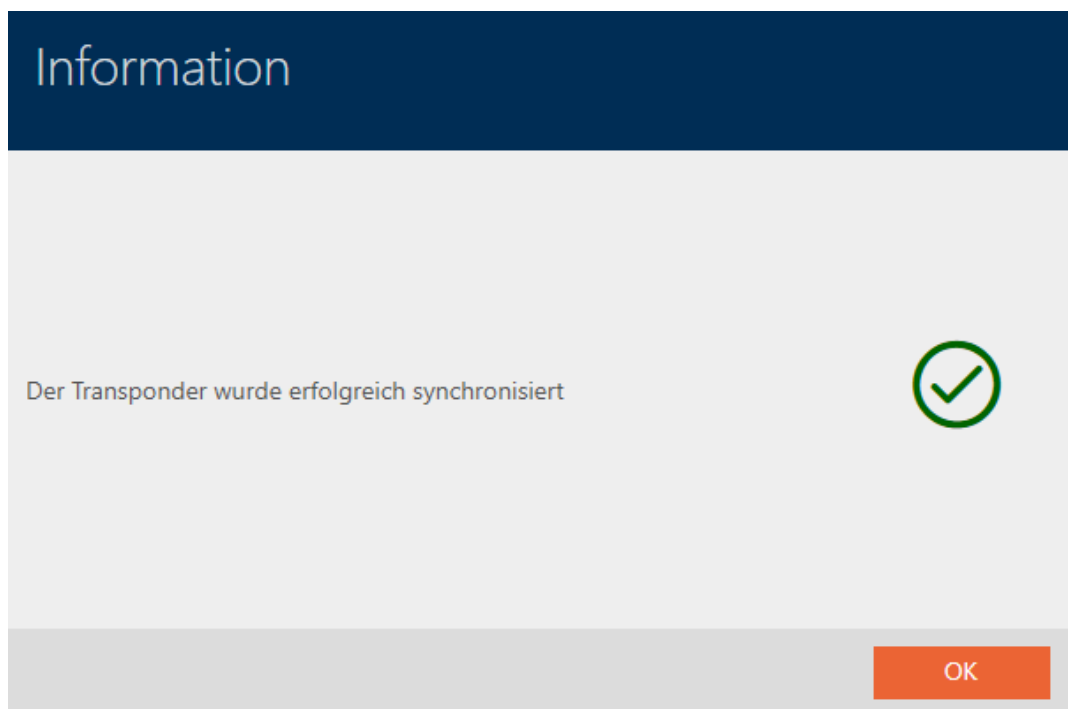 Information
Der Transponder wurde erfolgreich synchronisiert
OK